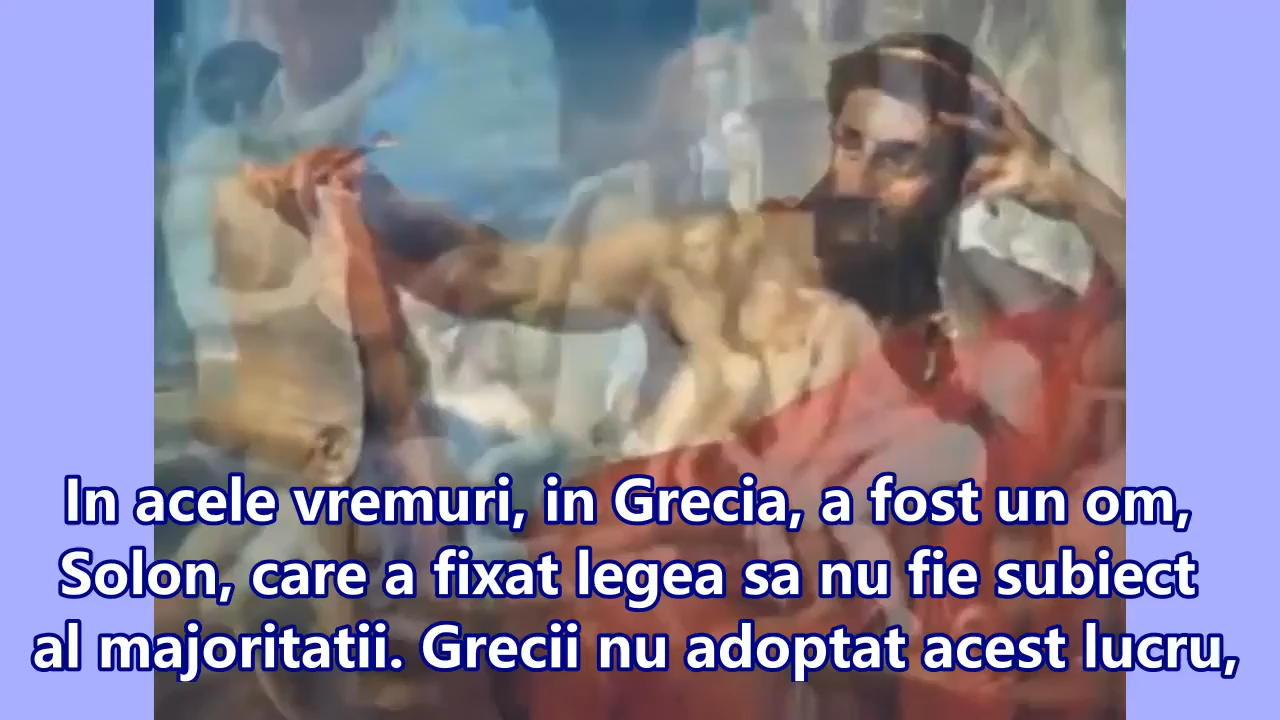 In acele vremuri, in Grecia, a fost un om,
Solon, care a fixat legea sa nu fie subiect
al majoritatii. Grecii nu adoptat acest lucru,